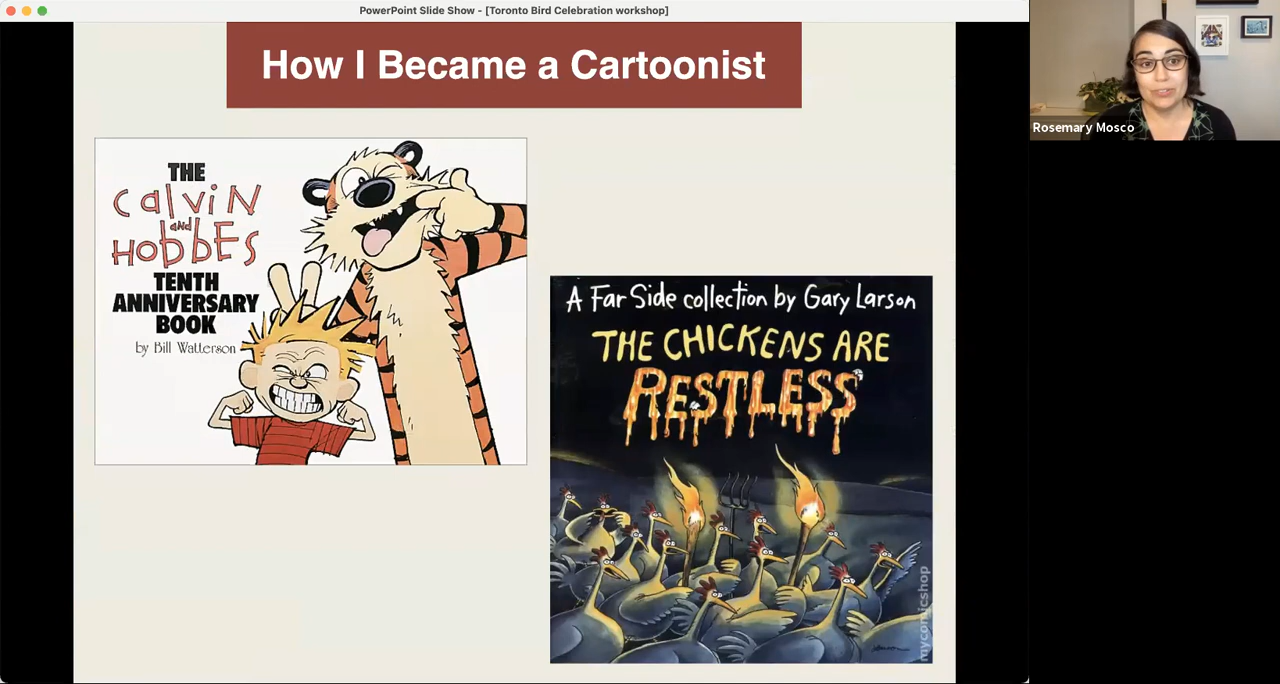 PowerPoint Slide Show - [Toronto Bird Celebration workshop]
How I Became a Cartoonist
THE
CalViN
and
HobbEs
TENTH
ANNIVERSARY
BOOK
by Bill Watterson
A Far Side collection by Gary Larson
THE CHICKENS ARE
RESTLESS
mycomicshop
Rosemary Mosco